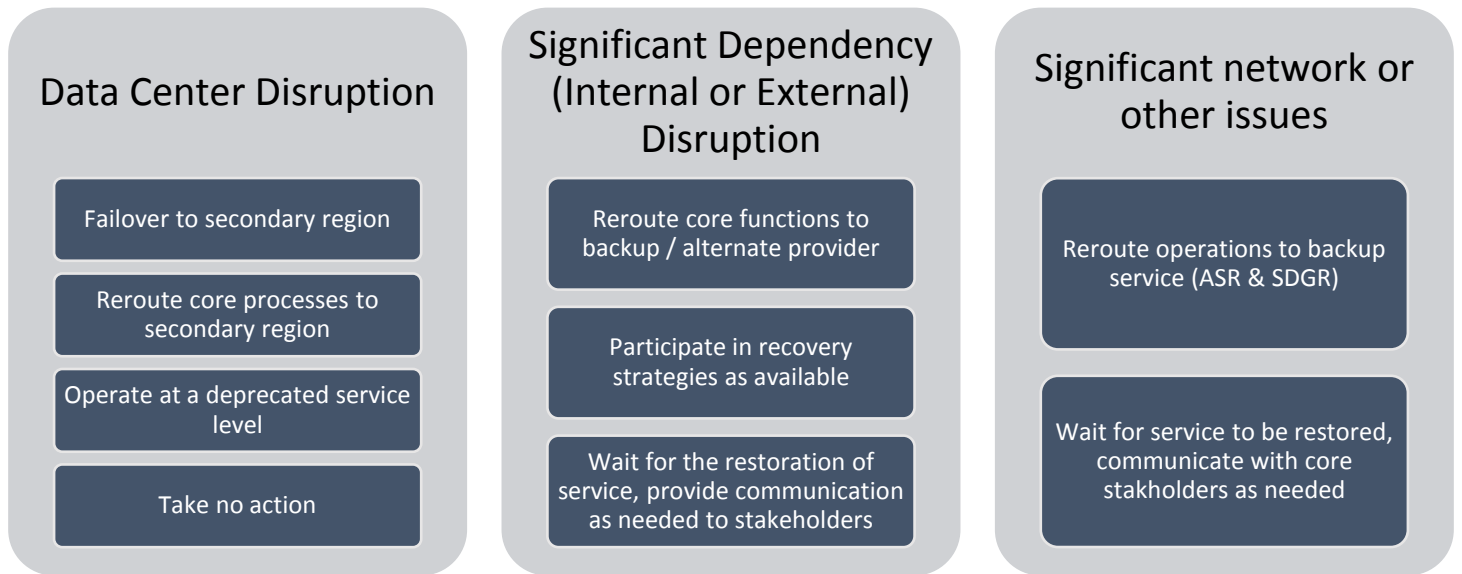 Data Center Disruption
Failover to secondary region
Reroute core processes to
secondary region
Operate at a deprecated service
level
Take no action
Significant Dependency
(Internal or External)
Disruption
Reroute core functions to
backup / alternate provider
Participate in recovery
strategies as available
Wait for the restoration of
service, provide communication
as needed to stakeholders
Significant network or
other issues
Reroute operations to backup
service (ASR & SDGR)
Wait for service to be restored,
communicate with core
stakholders as needed